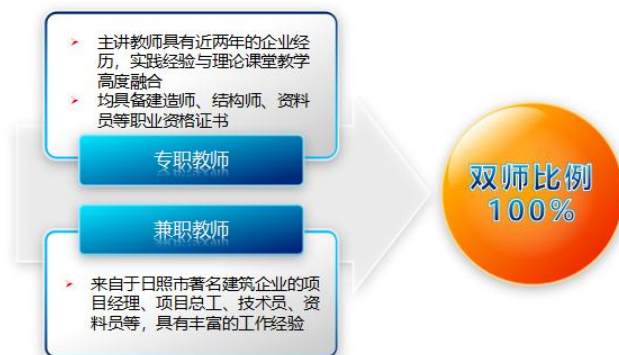 主讲教师具有近两年的企业经
历，实践经验与理论课堂教学
高度融合
均具备建造师、结构师、资料
员等职业资格证书
专职教师
兼职教师
来自于日照市著名建筑企业的项
目经理、项目总工、技术员、资
料员等，具有丰富的工作经验
双师比例
100%